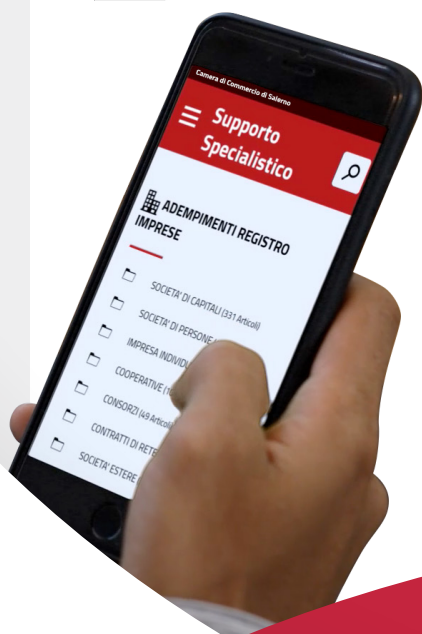 Camera di Commercio di Salerno
Supporto
Specialistico
ADEMPIMENTI REGISTRO
IMPRESE
SOCIETA' DI CAPITALI (331 Articoli)
SOCIETA' DI PERSONE
IMPRESA
COOPERATIVE
CONSORZI (49 Articoli
CONTRATTI DI RETE
SOCIETA' ESTERE